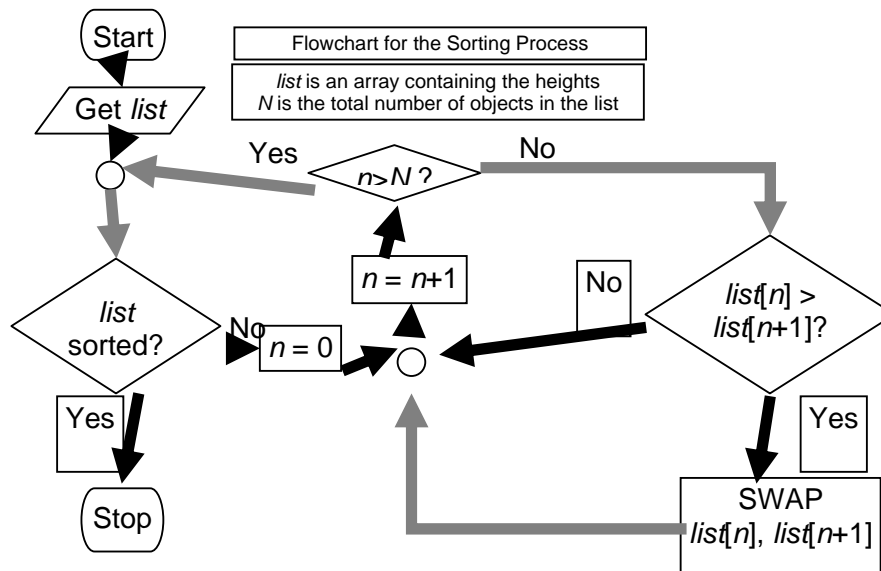 Start
Flowchart for the Sorting Process
list is an array containing the heights
N is the total number of objects in the list
Get list
Yes
n>N ?
No
n = n+1
No
list[n] >
list[n+1]?
list
sorted?
No
n = 0
Yes
Yes
Stop
SWAP
list[n], list[n+1]